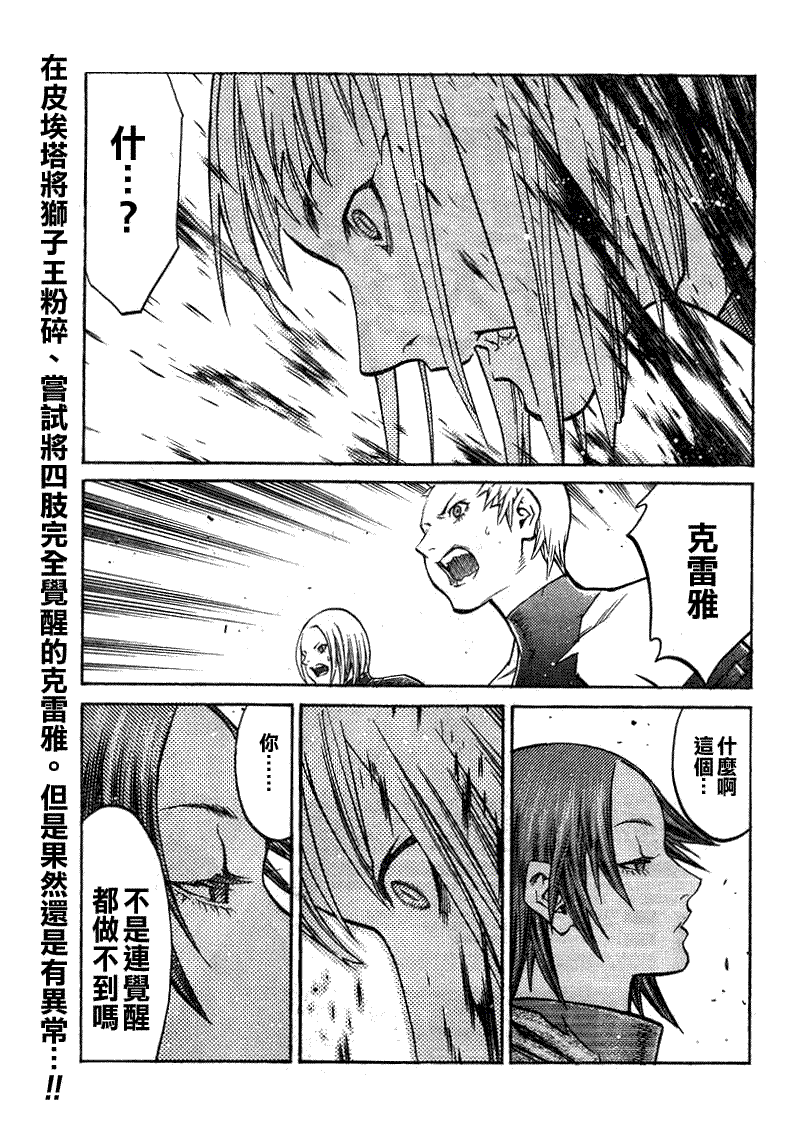 什…？
克雷雅
什麼啊
這個…
你……
不是連覺醒
都做不到嗎
在皮埃塔將獅子王粉碎、嘗試將四肢完全覺醒的克雷雅。但是果然還是有異常…!!